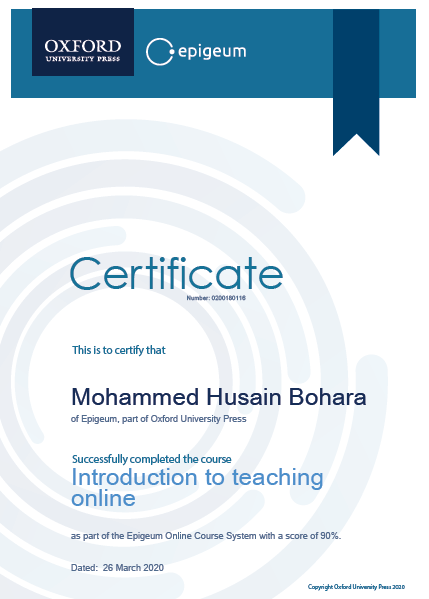 OXFORD
UNIVERSITY PRESS
epigeum
Certificate
Number: 0200160116
This is to certify that
Mohammed Husain Bohara
of Epigeum, part of Oxford University Press
Successfully completed the course
Introduction to teaching
online
as part of the Epigeum Online Course System with a score of 90%.
Dated: 26 March 2020
Copyright Oxford University Press 2020